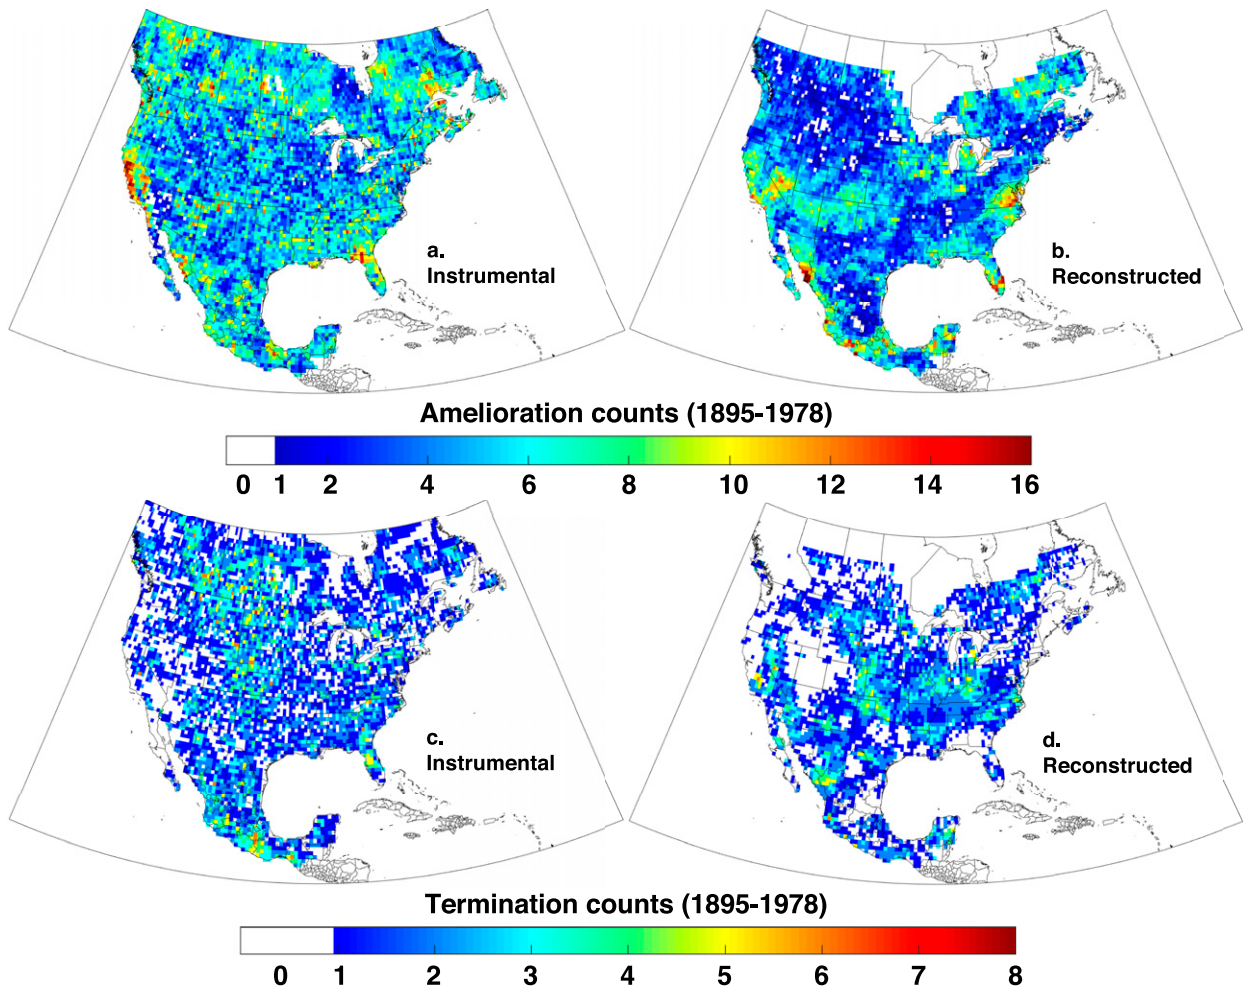 a.
Instrumental
b.
Reconstructed
Amelioration counts (1895-1978)
0 1 2 4 6 8 10 12 14 16
c.
Instrumental
d.
Reconstructed
Termination counts (1895-1978)
0 1 2 3 4 5 6 7 8